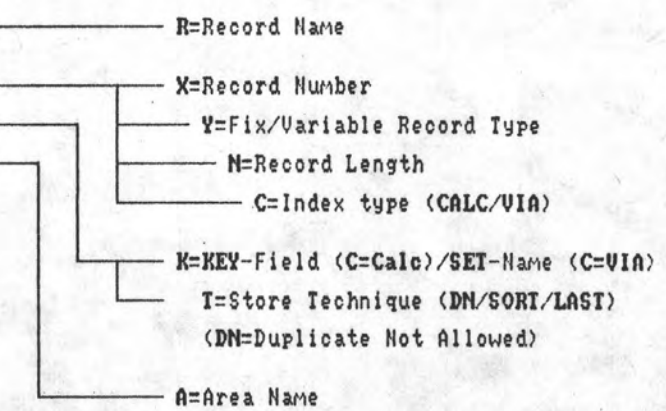 R=Record Name
X=Record Number
Y=Fix/Variable Record Type
N=Record Length
C=Index type (CALC/VIA)
K=KEY-Field (C=Calc)/SET-Name (C=VIA)
T=Store Technique (DN/SORT/LAST)
(DN=Duplicate Not Allowed)
A=Area Name